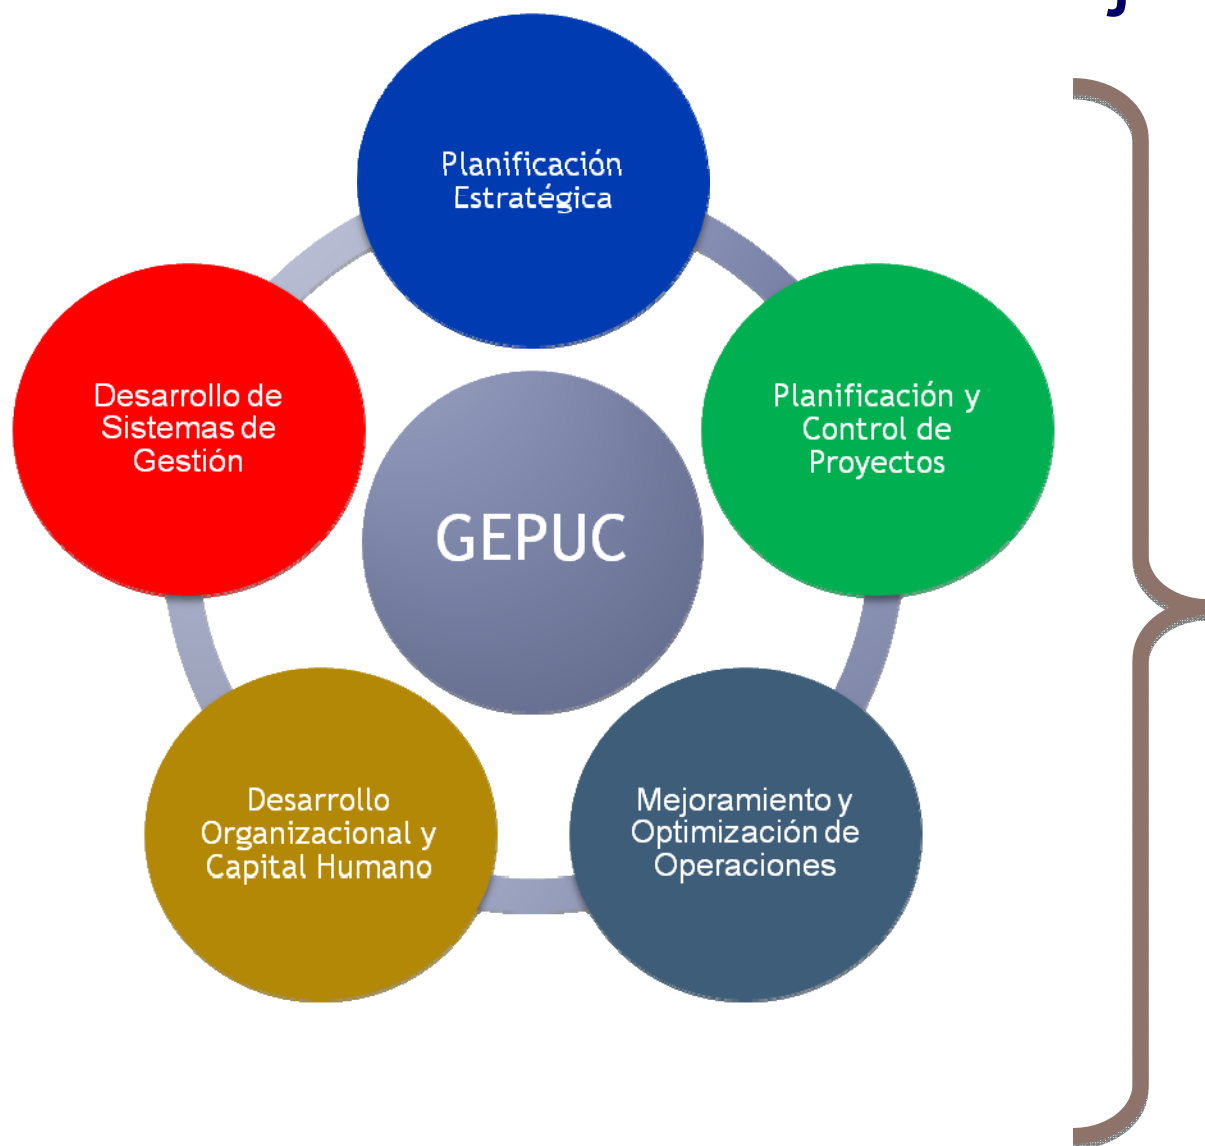 Planificación
Estratégica
Planificación y
Control de
Proyectos
Mejoramiento y
Optimización de
Operaciones
Desarrollo
Organizacional y
Capital Humano
Desarrollo de
Sistemas de
Gestión
GEPUC